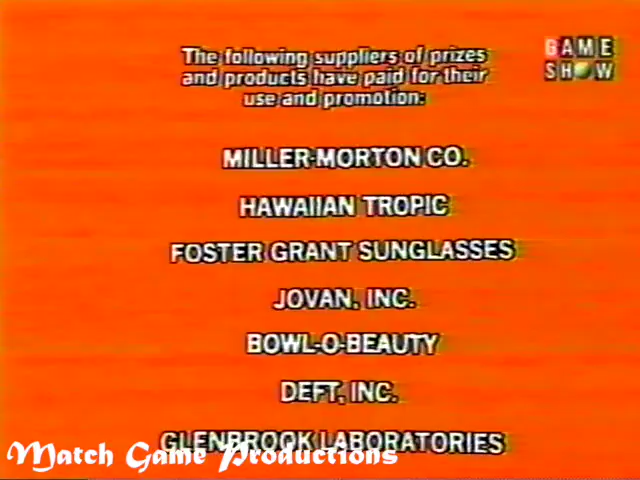 The following suppliers of prizes
and products have paid for their
use and promotion:
GAME
SHOW
MILLER-MORTON CO.
HAWAIIAN TROPIC
FOSTER GRANT SUNGLASSES
JOVAN, INC.
BOWL-O-BEAUTY
DEFT, INC.
GLENBROOK LABORATORIES
Match Game Productions